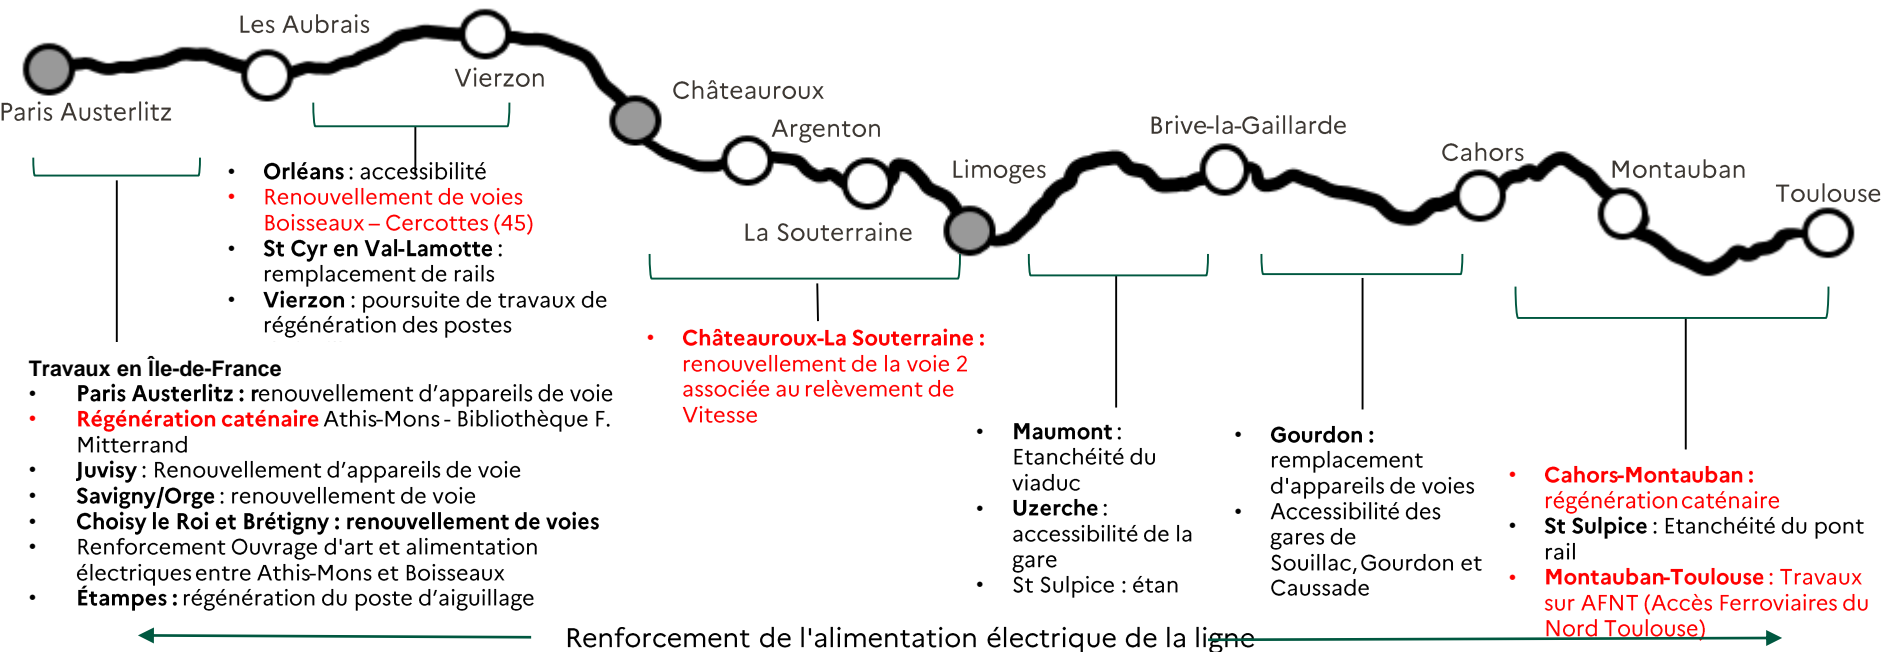 Les Aubrais
Vierzon
Paris Austerlitz
Châteauroux
Argenton
La Souterraine
Limoges
Brive-la-Gaillarde
Cahors
Montauban
Toulouse
• Orléans : accessibilité
• Renouvellement de voies
Boisseaux – Cercottes (45)
• St Cyr en Val-Lamotte :
remplacement de rails
• Vierzon : poursuite de travaux de
régénération des postes
Travaux en Île-de-France
• Paris Austerlitz : renouvellement d’appareils de voie
• Régénération caténaire Athis-Mons - Bibliothèque F.
Mitterrand
• Juvisy : Renouvellement d’appareils de voie
• Savigny/Orge : renouvellement de voie
• Choisy le Roi et Brétigny : renouvellement de voies
• Renforcement Ouvrage d'art et alimentation
électriques entre Athis-Mons et Boisseaux
• Étampes : régénération du poste d’aiguillage
• Châteauroux-La Souterraine :
renouvellement de la voie 2
associée au relèvement de
Vitesse
• Maumont :
Etanchéité du
viaduc
• Uzerche :
accessibilité de la
gare
• St Sulpice : étan
• Gourdon :
remplacement
d'appareils de voies
• Accessibilité des
gares de
Souillac, Gourdon et
Caussade
• Cahors-Montauban :
régénération caténaire
• St Sulpice : Etanchéité du pont
rail
• Montauban-Toulouse : Travaux
sur AFNT (Accès Ferroviaires du
Nord Toulouse)
Renforcement de l'alimentation électrique de la ligne